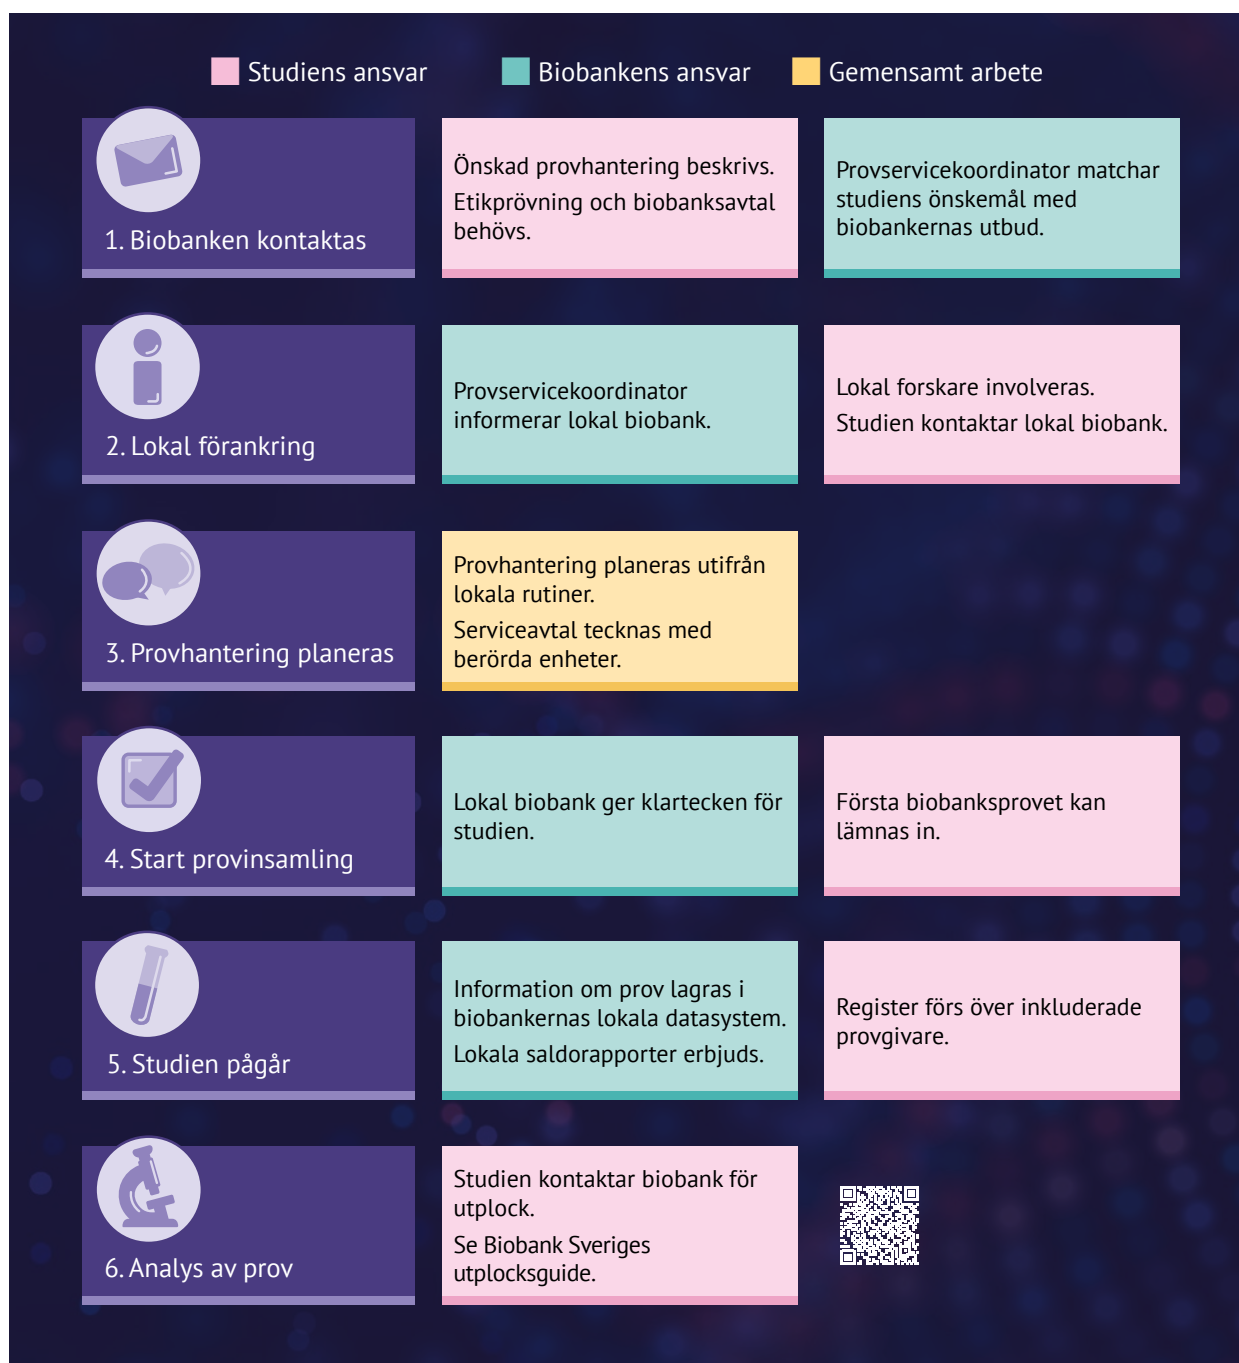 Studiens ansvar
Biobankens ansvar
Gemensamt arbete
1. Biobanken kontaktas
Önskad provhantering beskrivs.
Etikprövning och biobanksavtal
behövs.
Provservicekoordinator matchar
studiens önskemål med
biobankernas utbud.
2. Lokal förankring
Provservicekoordinator
informerar lokal biobank.
Lokal forskare involveras.
Studien kontaktar lokal biobank.
3. Provhantering planeras
Provhantering planeras utifrån
lokala rutiner.
Serviceavtal tecknas med
berörda enheter.
4. Start provinsamling
Lokal biobank ger klartecken för
studien.
Första biobanksprovet kan
lämnas in.
5. Studien pågår
Information om prov lagras i
biobankernas lokala datasystem.
Lokala saldorapporter erbjuds.
Register förs över inkluderade
provgivare.
6. Analys av prov
Studien kontaktar biobank för
utplock.
Se Biobank Sveriges
utplocksguide.